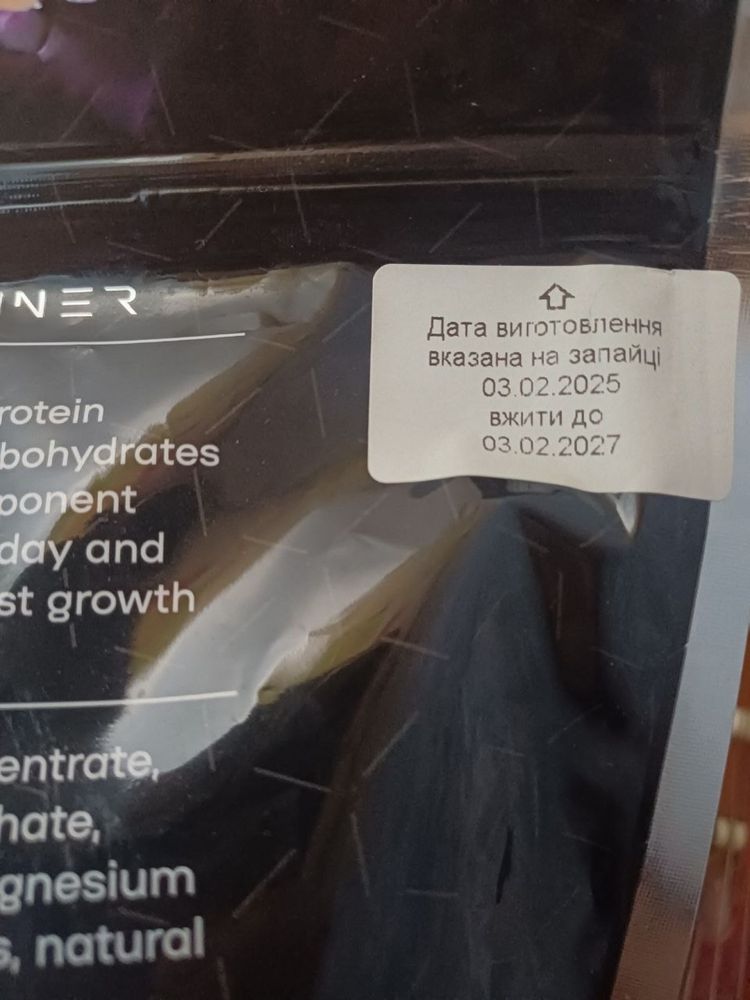 INER
rotein
bohydrates
ponent
day and
st growth
entrate,
hate,
gnesium
s, natural
Дата виготовлення
вказана на запайці
03.02.2025
вжити до
03.02.2027